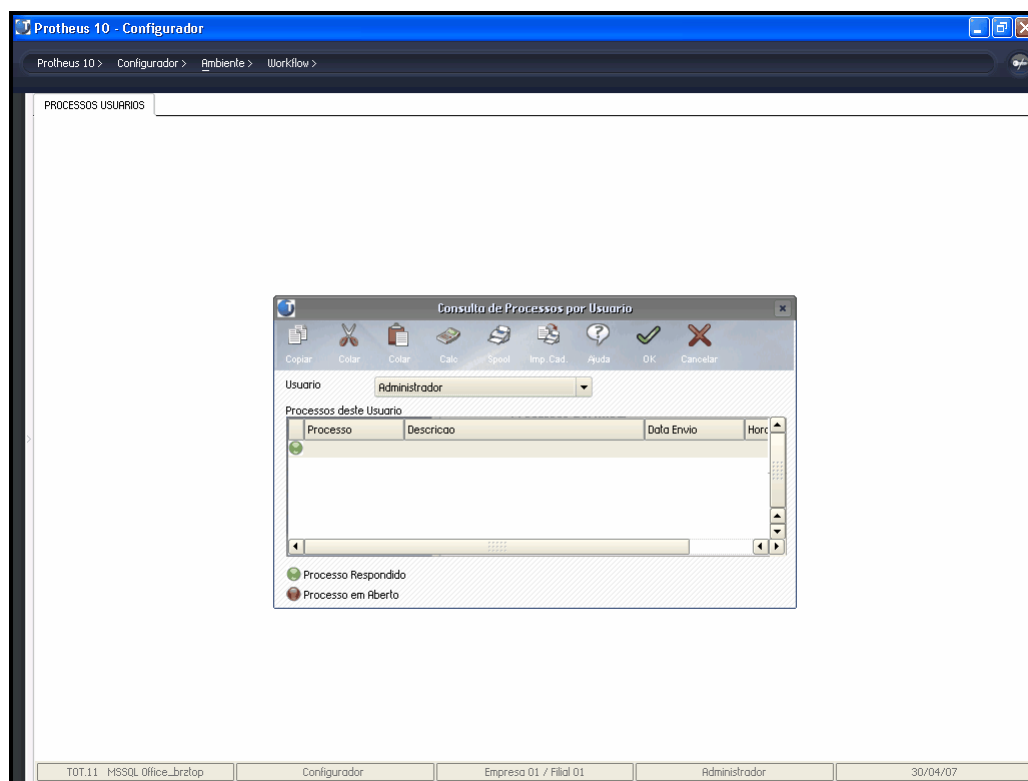 Protheus 10 - Configurador
Protheus 10 > Configurador > Ambiente > Workflow >
PROCESSOS USUARIOS
Consulta de Processos por Usuario
Copiar Colar Colar Calc Spool Imp.Cad. Ajuda OK Cancelar
Usuario Administrador
Processos deste Usuario
Processo Descricao Data Envio Hora
Processo Respondido
Processo em Aberto
TOT.11 MSSQL Office_brztop Configurador Empresa 01 / Filial 01 Administrador 30/04/07